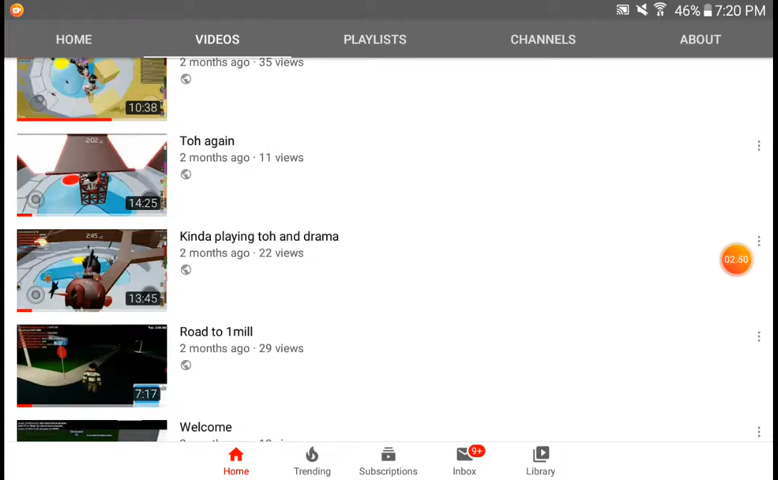 46% 7:20 PM
HOME VIDEOS PLAYLISTS CHANNELS ABOUT
2 months ago · 35 views
10:38
Toh again
2 months ago · 11 views
14:25
Kinda playing toh and drama
2 months ago · 22 views
13:45
02:50
Road to 1mill
2 months ago · 29 views
7:17
Welcome
9+
Home Trending Subscriptions Inbox Library